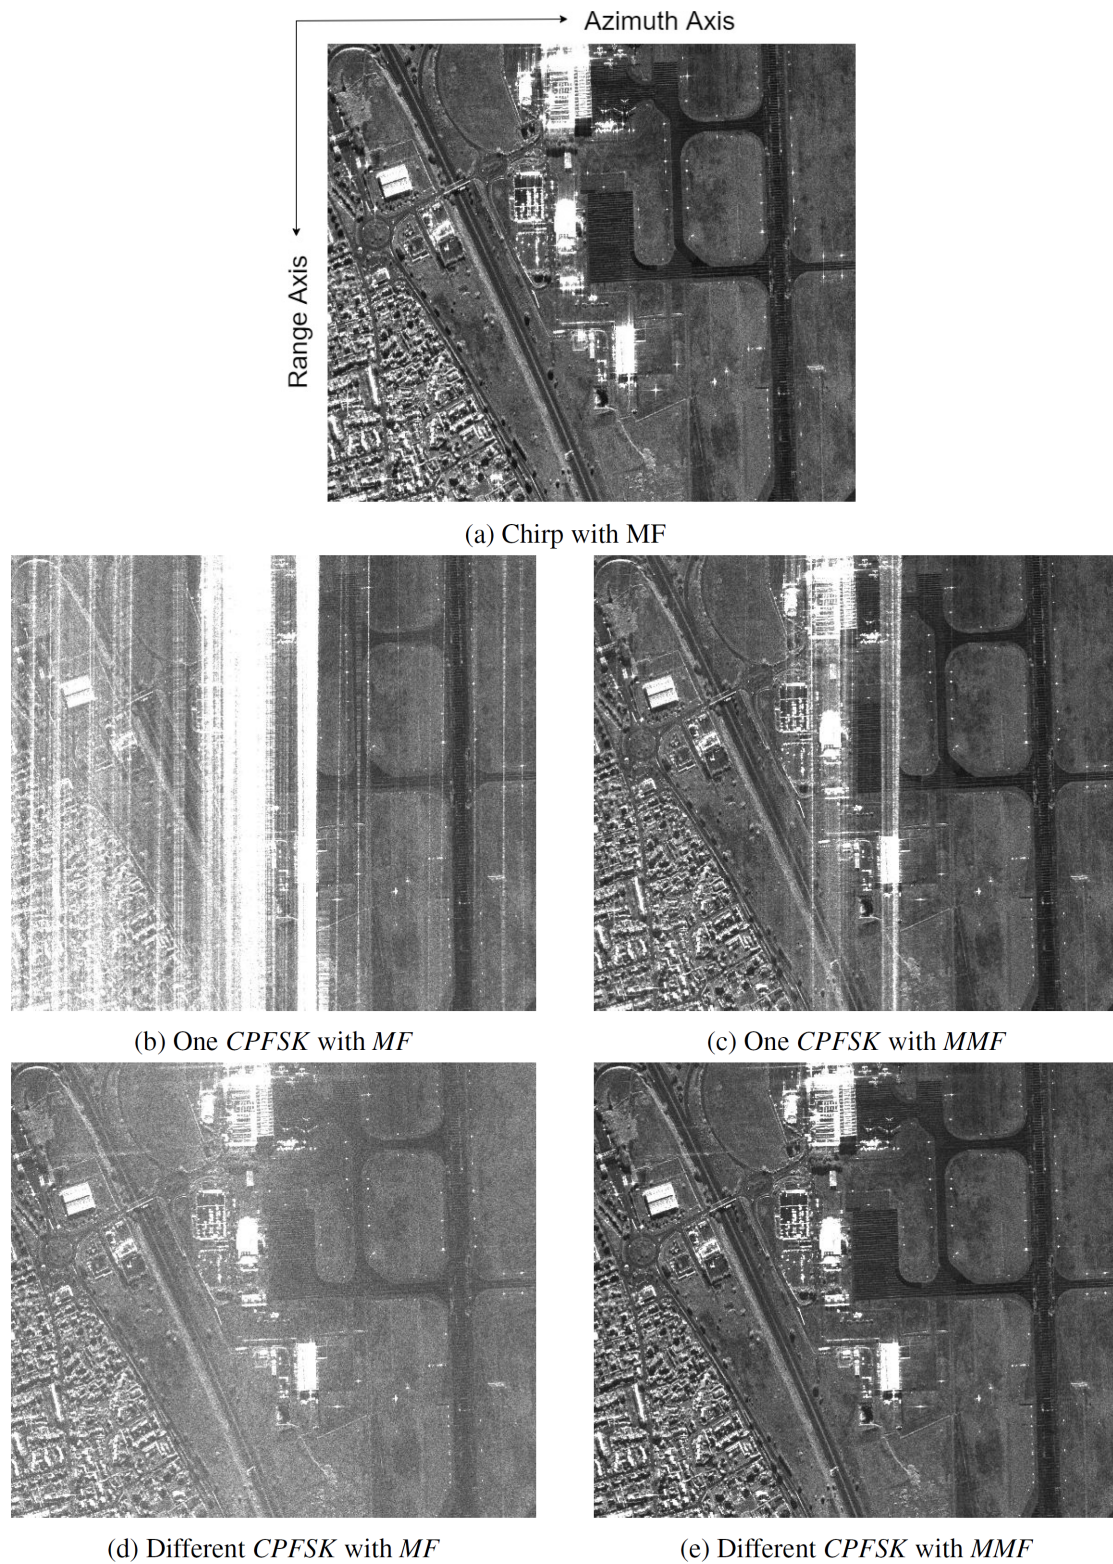 Azimuth Axis
Range Axis
(a) Chirp with MF
(b) One CPFSK with MF
(c) One CPFSK with MMF
(d) Different CPFSK with MF
(e) Different CPFSK with MMF